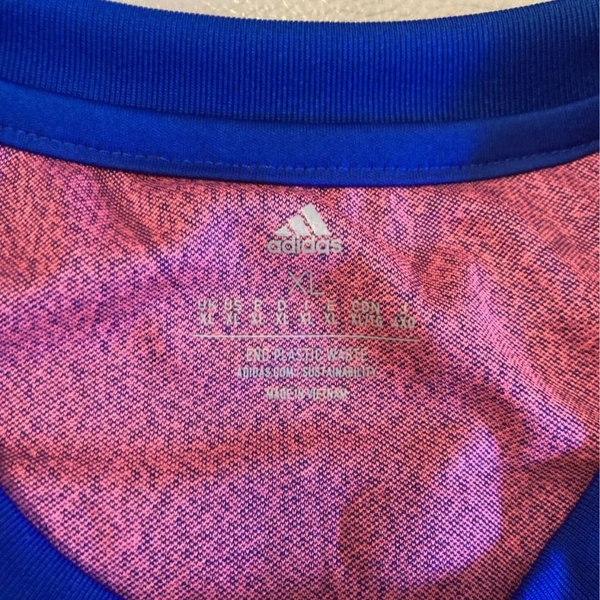 adidas
XL
END PLASTIC WASTE
ADIDAS.COM/SUSTAINABILITY
MADE IN VIETNAM